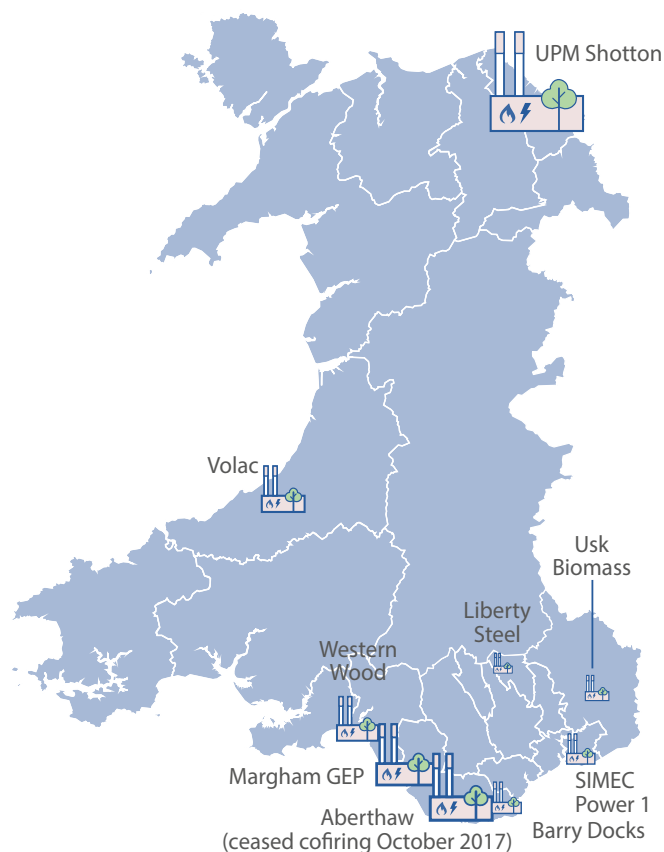 UPM Shotton
Volac
Usk
Biomass
Liberty
Steel
Western
Wood
Margham GEP
SIMEC
Power 1
Aberthaw
Barry Docks
(ceased cofiring October 2017)